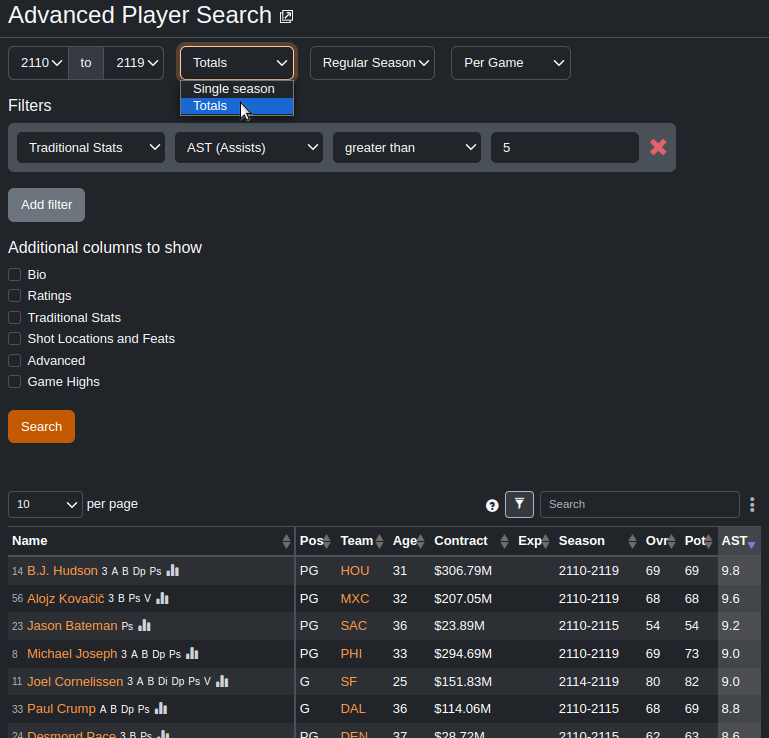 Advanced Player Search
2110 to 2119 Totals Regular Season Per Game
Single season
Totals
Filters
Traditional Stats AST (Assists) greater than 5
Add filter
Additional columns to show
Bio
Ratings
Traditional Stats
Shot Locations and Feats
Advanced
Game Highs
Search
10 per page Search
Name Pos Team Age Contract Exp Season Ovr Pot AST
14 B.J. Hudson 3 A B Dp Ps PG HOU 31 $306.79M 2110-2119 69 69 9.8
56 Alojz Kovačič 3 B Ps V PG MXC 32 $207.05M 2110-2119 68 68 9.6
23 Jason Bateman Ps PG SAC 36 $23.89M 2110-2115 54 54 9.2
8 Michael Joseph 3 A B Dp Ps PG PHI 33 $294.69M 2110-2119 69 73 9.0
11 Joel Cornelissen 3 A B Di Dp Ps V G SF 25 $151.83M 2114-2119 80 82 9.0
33 Paul Crump A B Dp Ps G DAL 36 $114.06M 2110-2115 68 69 8.8
24 Desmond Pace 3 B Ps PG DEN 37 $28.72M 2110-2115 62 63 8.6